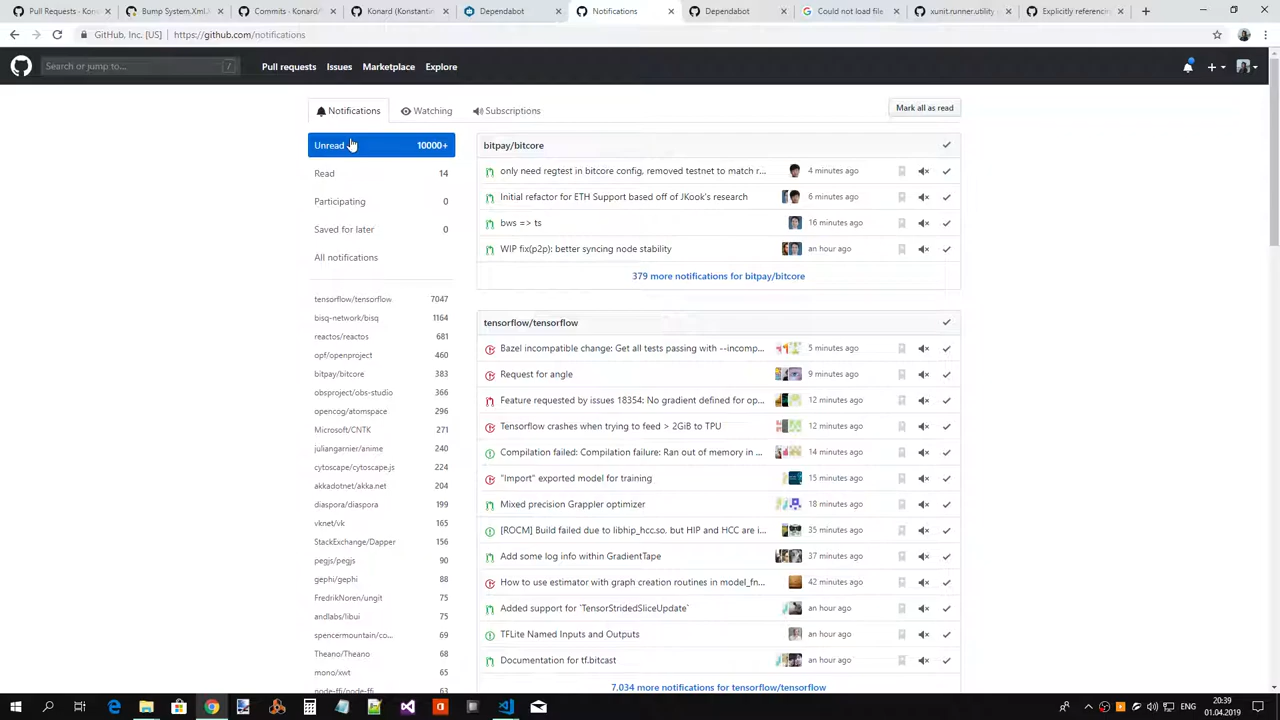 Pull Requests - Konard/
Bump System.Xml.
Commits - Konard/
Konard (Konstantin
Dependabot
Notifications
Dependabot
Could not load file
xunit.runner.utility
Explicitly referencing
GitHub, Inc. [US] https://github.com/notifications
Search or jump to... /
Pull requests Issues Marketplace Explore
Notifications Watching Subscriptions Mark all as read
Unread 10000+
Read 14
Participating 0
Saved for later 0
All notifications
tensorflow/tensorflow 7047
bisq-network/bisq 1164
reactos/reactos 681
opf/openproject 460
bitpay/bitcore 383
obsproject/obs-studio 366
opencog/atomspace 296
Microsoft/CNTK 271
juliangarnier/anime 240
cytoscape/cytoscape.js 224
akkadotnet/akka.net 204
diaspora/diaspora 199
vknet/vk 165
StackExchange/Dapper 156
pegjs/pegjs 90
gephi/gephi 88
FredrikNoren/ungit 75
andlabs/libui 75
spencermountain/co... 69
Theano/Theano 68
mono/xwt 65
node-ffi/node-ffi 63
bitpay/bitcore
only need regtest in bitcore config, removed testnet to match r... 4 minutes ago
Initial refactor for ETH Support based off of JKook's research 6 minutes ago
bws => ts 16 minutes ago
WIP fix(p2p): better syncing node stability an hour ago
379 more notifications for bitpay/bitcore
tensorflow/tensorflow
Bazel incompatible change: Get all tests passing with --incomp... 5 minutes ago
Request for angle 9 minutes ago
Feature requested by issues 18354: No gradient defined for op... 12 minutes ago
Tensorflow crashes when trying to feed > 2GiB to TPU 12 minutes ago
Compilation failed: Compilation failure: Ran out of memory in ... 14 minutes ago
"Import" exported model for training 15 minutes ago
Mixed precision Grappler optimizer 18 minutes ago
[ROCM] Build failed due to libhip_hcc.so, but HIP and HCC are i... 35 minutes ago
Add some log info within GradientTape 37 minutes ago
How to use estimator with graph creation routines in model_fn... 42 minutes ago
Added support for `TensorStridedSliceUpdate` an hour ago
TFLite Named Inputs and Outputs an hour ago
Documentation for tf.bitcast an hour ago
7,034 more notifications for tensorflow/tensorflow
ENG
20:39
01.04.2019